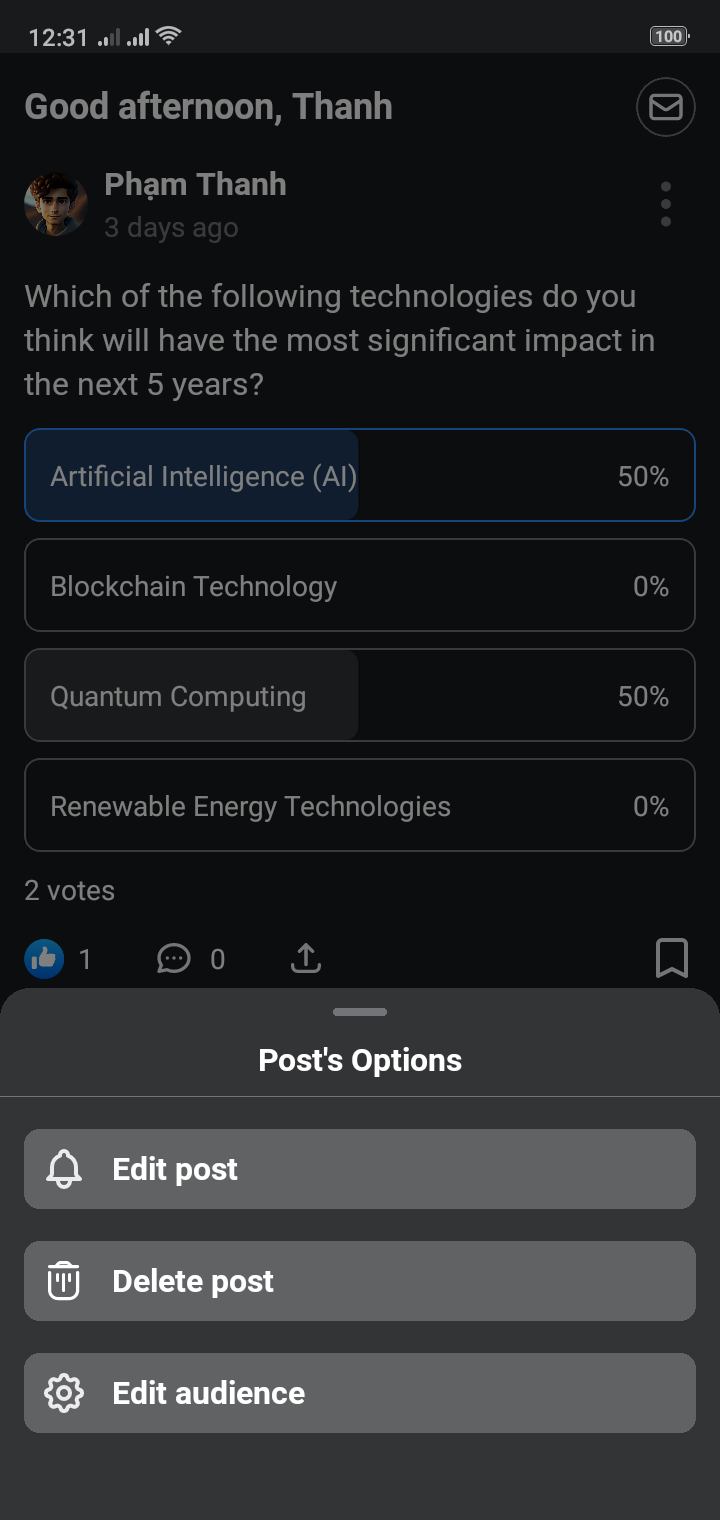 12:31
100
Good afternoon, Thanh
Phạm Thanh
3 days ago
Which of the following technologies do you
think will have the most significant impact in
the next 5 years?
Artificial Intelligence (AI) 50%
Blockchain Technology 0%
Quantum Computing 50%
Renewable Energy Technologies 0%
2 votes
1 0
Post's Options
Edit post
Delete post
Edit audience